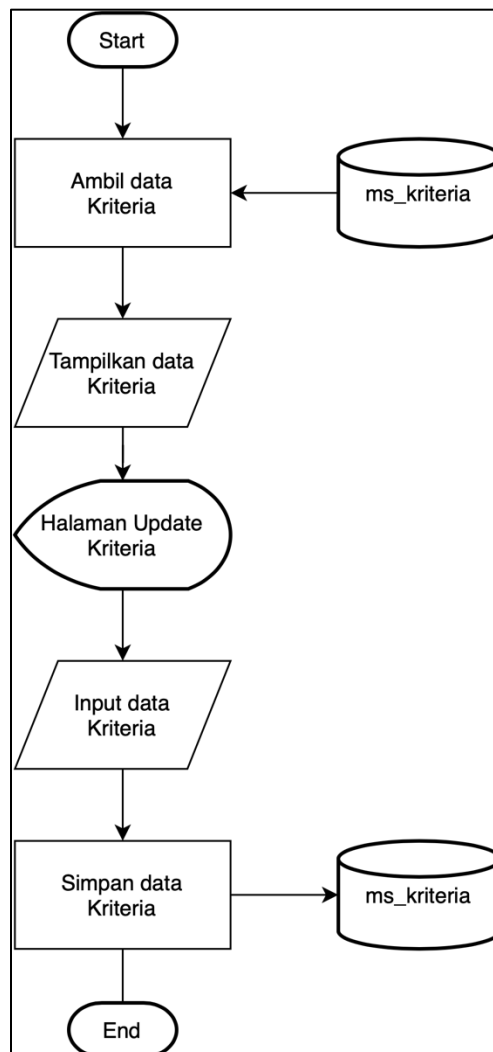 Start
Ambil data
Kriteria
ms_kriteria
Tampilkan data
Kriteria
Halaman Update
Kriteria
Input data
Kriteria
Simpan data
Kriteria
ms_kriteria
End